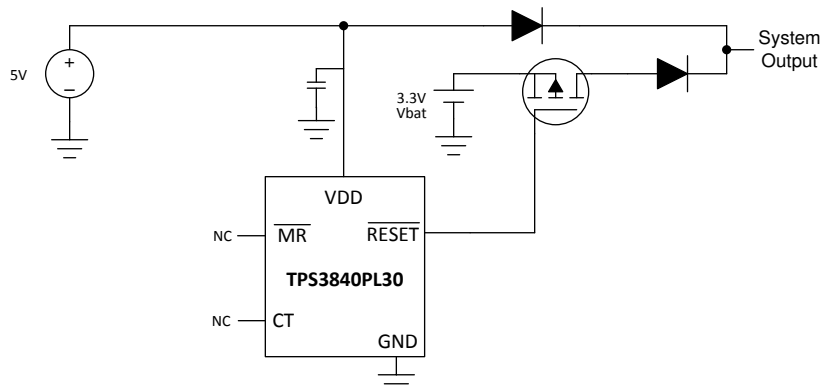 System
Output
5V
+
−
3.3V
Vbat
VDD
NC
MR
RESET
TPS3840PL30
NC
CT
GND